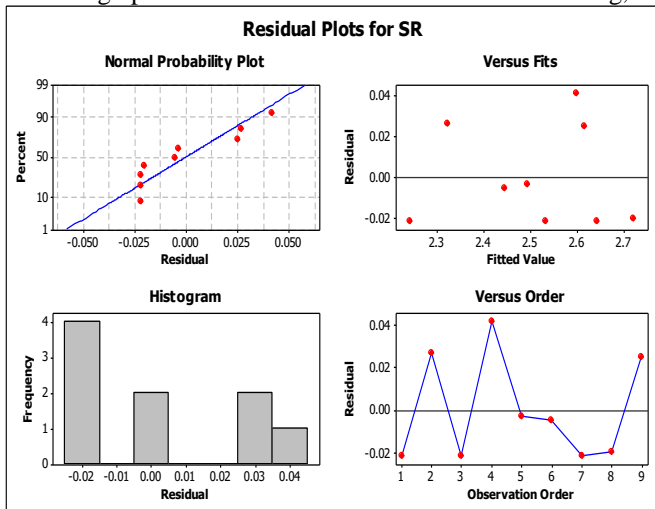 Residual Plots for SR
Normal Probability Plot
99
90
50
10
1
Percent
-0.050 -0.025 0.000 0.025 0.050
Residual
Versus Fits
0.04
0.02
0.00
-0.02
Residual
2.3 2.4 2.5 2.6 2.7
Fitted Value
Histogram
4
3
2
1
0
Frequency
-0.02 -0.01 0.00 0.01 0.02 0.03 0.04
Residual
Versus Order
0.04
0.02
0.00
-0.02
Residual
1 2 3 4 5 6 7 8 9
Observation Order